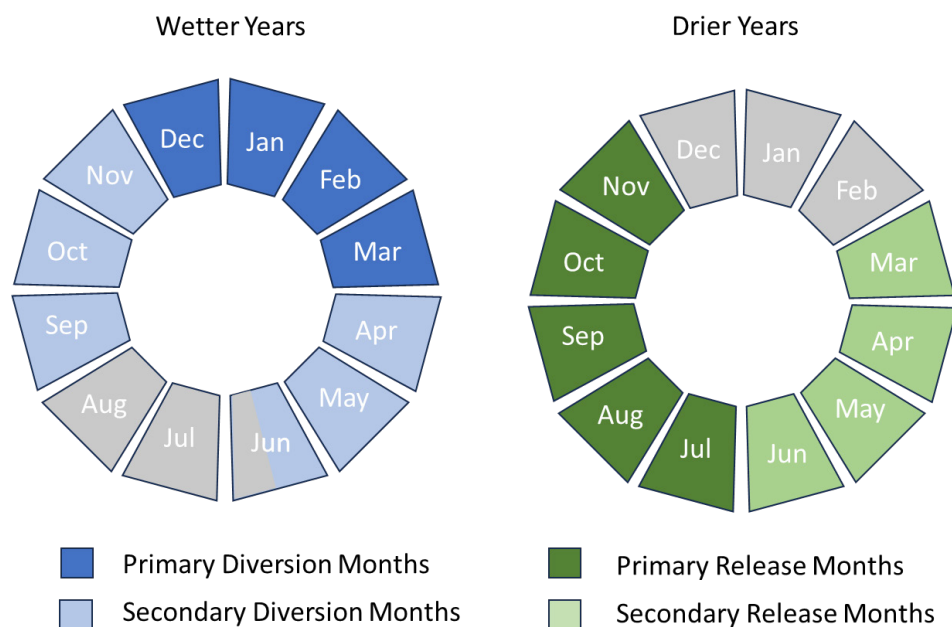 Wetter Years
Dec
Jan
Nov
Feb
Oct
Mar
Sep
Apr
Aug
May
Jul
Jun
Primary Diversion Months
Secondary Diversion Months
Drier Years
Dec
Jan
Nov
Feb
Oct
Mar
Sep
Apr
Aug
May
Jul
Jun
Primary Release Months
Secondary Release Months